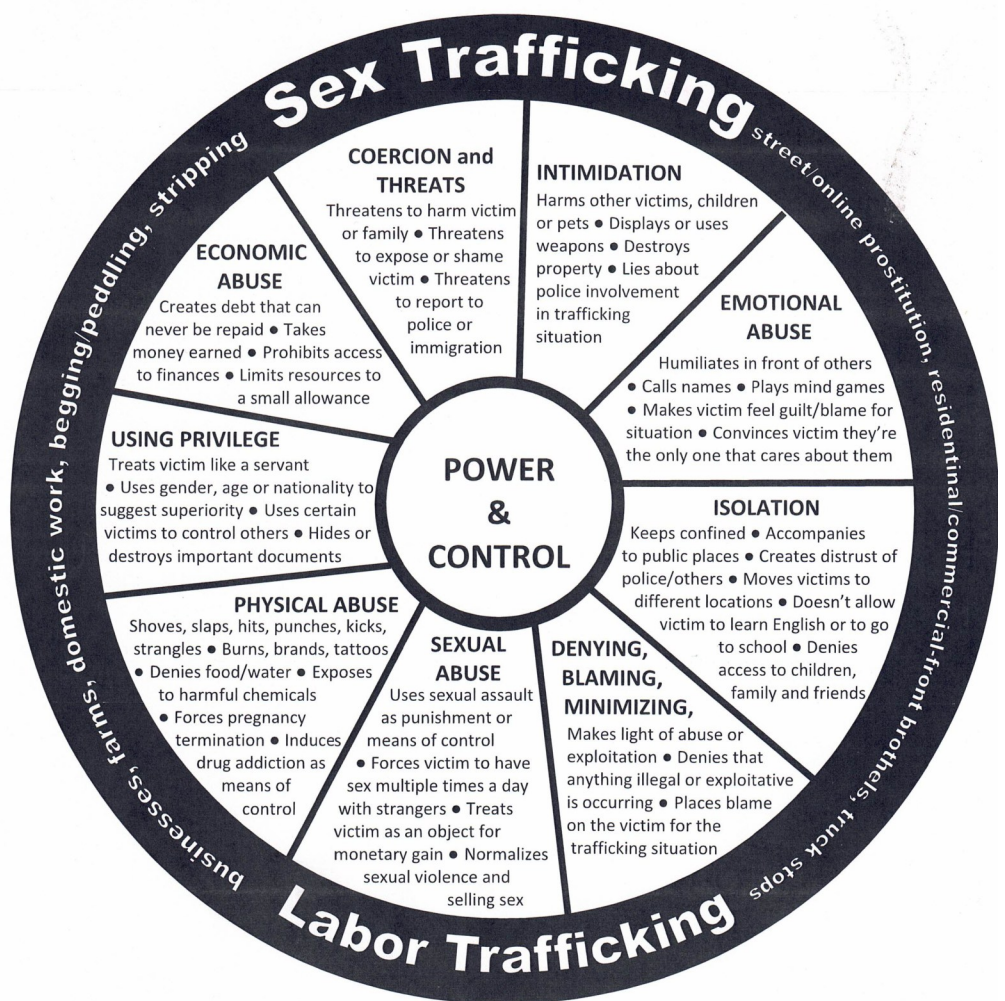 Sex Trafficking
street/online prostitution, residentinal/commercial-front brothels, truck stops
Labor Trafficking
businesses, farms, domestic work, begging/peddling, stripping
POWER
&
CONTROL
COERCION and
THREATS
Threatens to harm victim
or family ● Threatens
to expose or shame
victim ● Threatens
to report to
police or
immigration
INTIMIDATION
Harms other victims, children
or pets ● Displays or uses
weapons ● Destroys
property ● Lies about
police involvement
in trafficking
situation
EMOTIONAL
ABUSE
Humiliates in front of others
● Calls names ● Plays mind games
● Makes victim feel guilt/blame for
situation ● Convinces victim they're
the only one that cares about them
ISOLATION
Keeps confined ● Accompanies
to public places ● Creates distrust of
police/others ● Moves victims to
different locations ● Doesn't allow
victim to learn English or to go
to school ● Denies
access to children,
family and friends
DENYING,
BLAMING,
MINIMIZING,
Makes light of abuse or
exploitation ● Denies that
anything illegal or exploitative
is occurring ● Places blame
on the victim for the
trafficking situation
SEXUAL
ABUSE
Uses sexual assault
as punishment or
means of control
● Forces victim to have
sex multiple times a day
with strangers ● Treats
victim as an object for
monetary gain ● Normalizes
sexual violence and
selling sex
PHYSICAL ABUSE
Shoves, slaps, hits, punches, kicks,
strangles ● Burns, brands, tattoos
● Denies food/water ● Exposes
to harmful chemicals
● Forces pregnancy
termination ● Induces
drug addiction as
means of
control
USING PRIVILEGE
Treats victim like a servant
● Uses gender, age or nationality to
suggest superiority ● Uses certain
victims to control others ● Hides or
destroys important documents
ECONOMIC
ABUSE
Creates debt that can
never be repaid ● Takes
money earned ● Prohibits access
to finances ● Limits resources to
a small allowance